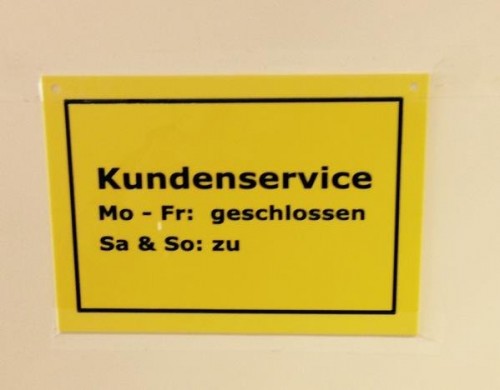 Kundenservice
Mo - Fr: geschlossen
Sa & So: zu